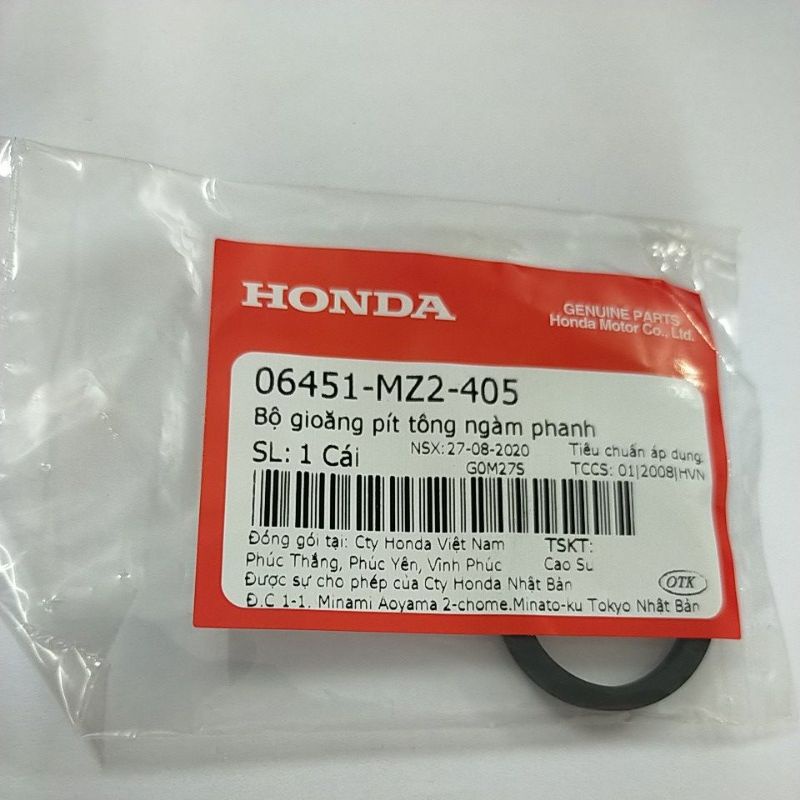 HONDA
GENUINE PARTS
Honda Motor Co., Ltd.
06451-MZ2-405
Bộ gioăng pít tông ngàm phanh
SL: 1 Cái
NSX: 27-08-2020
G0M27S
Tiêu chuẩn áp dụng:
TCCS: 01|2008|HVN
Đóng gói tại: Cty Honda Việt Nam
Phúc Thắng, Phúc Yên, Vĩnh Phúc
TSKT:
Cao Su
Được sự cho phép của Cty Honda Nhật Bản
Đ.C 1-1. Minami Aoyama 2-chome.Minato-ku Tokyo Nhật Bản
OTK